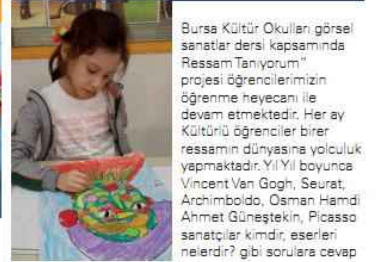 Bursa Kültür Okulları görsel
sanatlar dersi kapsamında
Ressam Tanıyorum"
projesi öğrencilerimizin
öğrenme heyecanı ile
devam etmektedir. Her ay
Kültürlü öğrenciler birer
ressamın dünyasına yolculuk
yapmaktadır. Yıl Yıl boyunca
Vincent Van Gogh, Seurat,
Archimboldo, Osman Hamdi
Ahmet Güneştekin, Picasso
sanatçılar kimdir, eserleri
nelerdir? gibi sorulara cevap